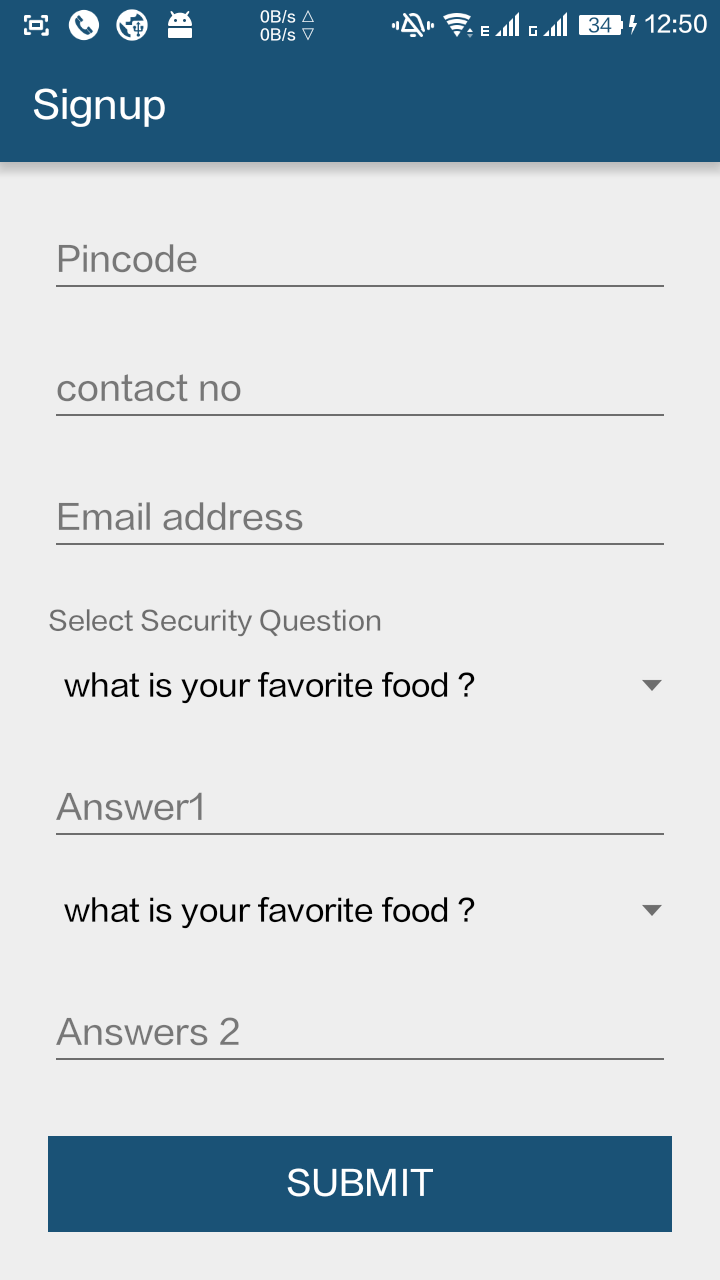 0B/s △
0B/s ▽
E
G
34
12:50
Signup
Pincode
contact no
Email address
Select Security Question
what is your favorite food ?
Answer1
what is your favorite food ?
Answers 2
SUBMIT